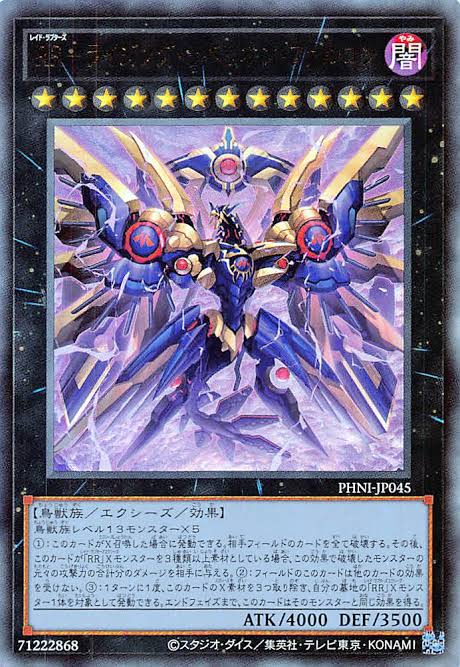 レイド・ラプターズ
やみ
闇
PHNI-JP045
【鳥獣族／エクシーズ／効果】
鳥獣族レベル１３モンスター×５
①：このカードがX召喚した場合に発動できる。相手フィールドのカードを全て破壊する。その後、
このカードが「RR」Xモンスターを３種類以上素材としている場合、この効果で破壊したモンスターの
元々の攻撃力の合計分のダメージを相手に与える。②：フィールドのこのカードは他のカードの効果
を受けない。③：１ターンに１度、このカードのX素材を３つ取り除き、自分の墓地の「RR」Xモン
スター1体を対象として発動できる。エンドフェイズまで、このカードはそのモンスターと同じ効果を得る。
ATK/4000 DEF/3500
71222868 ©スタジオ・ダイス／集英社・テレビ東京・KONAMI